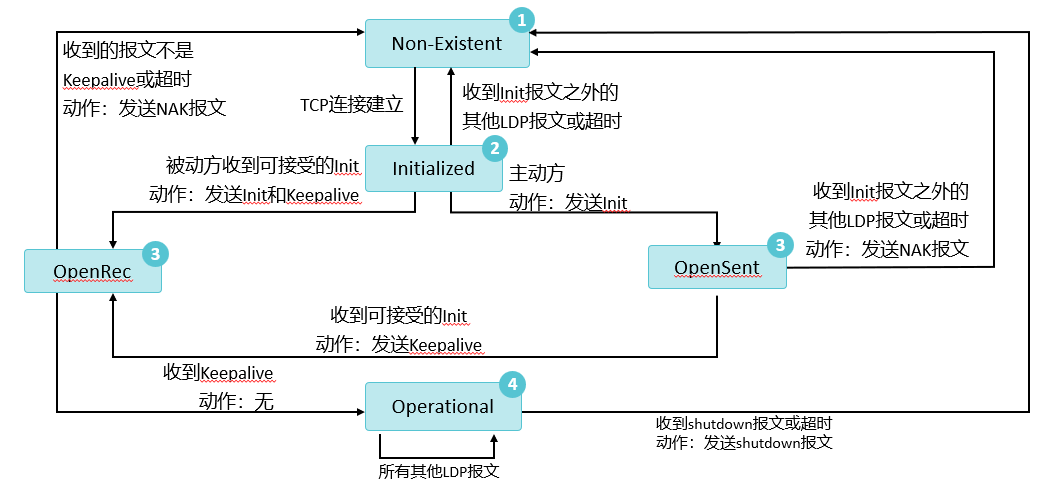 1
Non-Existent
收到的报文不是
Keepalive或超时
动作：发送NAK报文
TCP连接建立
收到Init报文之外的
其他LDP报文或超时
2
Initialized
被动方收到可接受的Init
动作：发送Init和Keepalive
主动方
动作：发送Init
收到Init报文之外的
其他LDP报文或超时
动作：发送NAK报文
3
OpenRec
3
OpenSent
收到可接受的Init
动作：发送Keepalive
收到Keepalive
动作：无
4
Operational
收到shutdown报文或超时
动作：发送shutdown报文
所有其他LDP报文